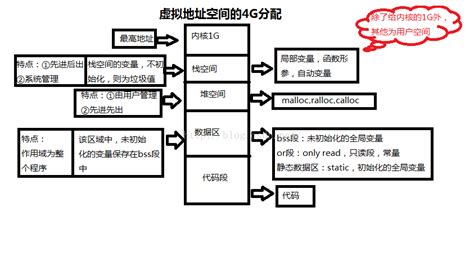 虚拟地址空间的4G分配
除了给内核的1G外,
其他为用户空间
最高地址
内核1G
特点:①先进后出
②系统管理
栈空间的变量,不初
始化,则为垃圾值
栈空间
局部变量,函数形
参,自动变量
特点:①由用户管理
②先进先出
堆空间
malloc,ralloc,calloc
特点:
作用域为整
个程序
该区域中,未初始
化的变量保存在bss段
中
数据区
bss段:未初始化的全局变量
or段:only read,只读段,常量
静态数据区:static,初始化的全局变量
代码段
代码